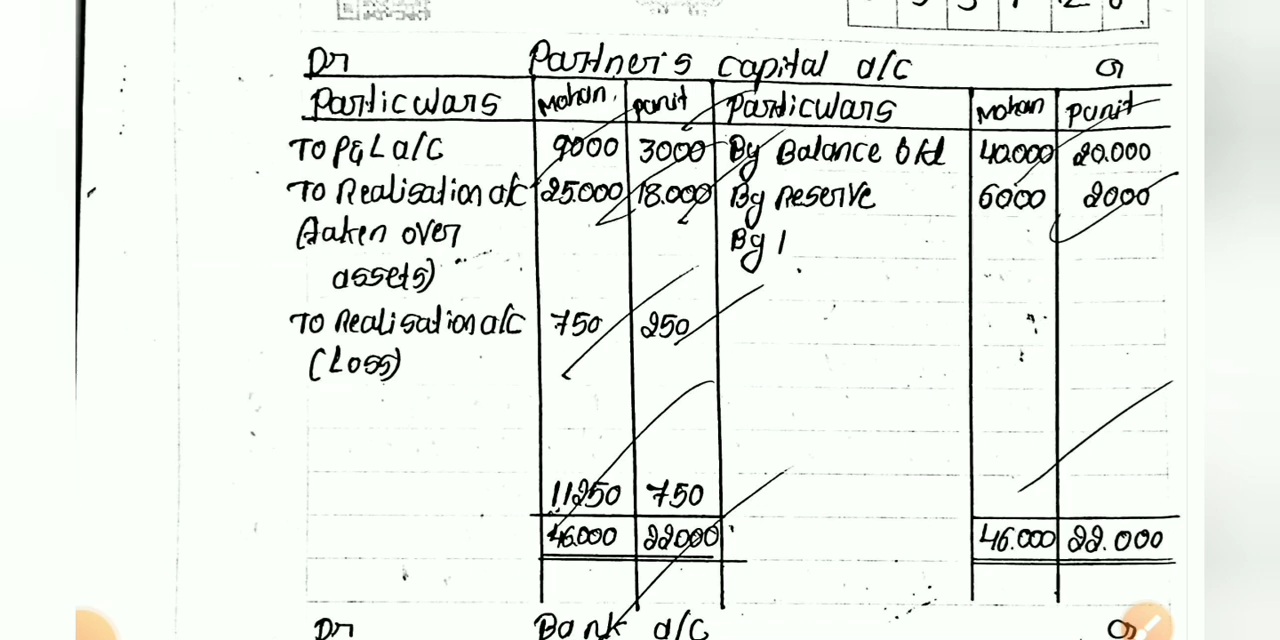 Dr Partner's capital a/c Cr
Particulars Mohan Punit Particulars Mohan Punit
To P&L a/c 9000 3000 By Balance b/d 40.000 20.000
To Realisation a/c 25.000 18.000 By Reserve 6000 2000
(Taken over By
assets)
To Realisation a/c 750 250
(Loss)
11250 750
46.000 22000 46.000 22.000
Dr Bank a/c Cr